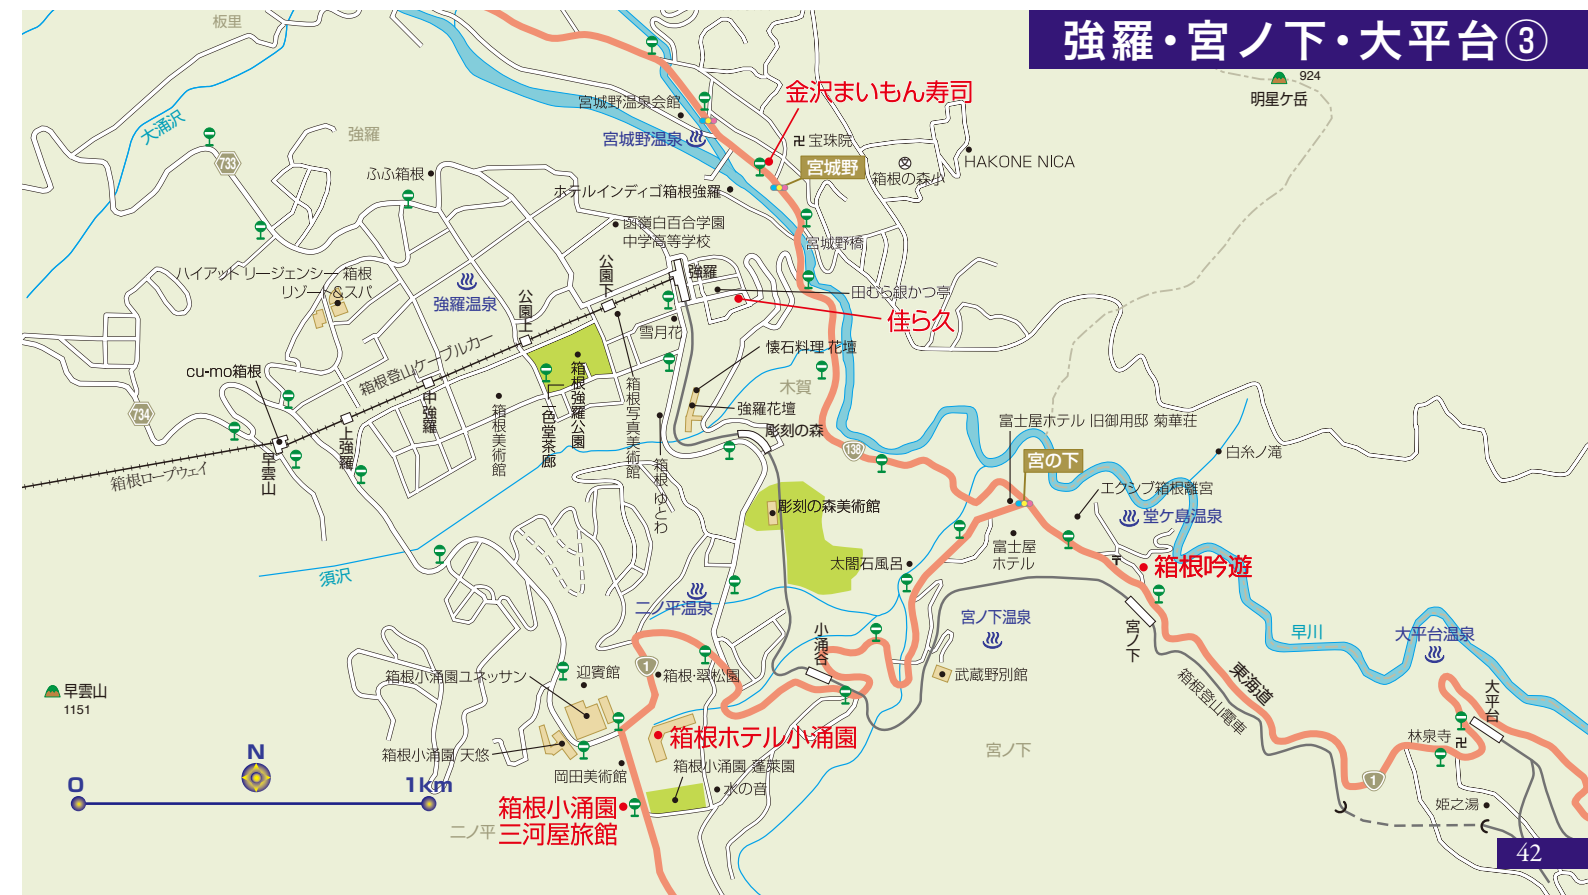 強羅・宮ノ下・大平台③
板里
924
明星ケ岳
金沢まいもん寿司
宮城野温泉会館
大涌沢
強羅
宮城野温泉
卍 宝珠院
733
宮城野
HAKONE NICA
ふふ箱根
箱根の森小
ホテルインディゴ箱根強羅
函嶺白百合学園
中学高等学校
宮城野橋
公園下
強羅
ハイアット リージェンシー 箱根
リゾート&スパ
強羅温泉
公園上
田むら銀かつ亭
佳ら久
雪月花
懐石料理 花壇
箱根登山ケーブルカー
cu-mo箱根
箱根強羅公園
一色堂茶廊
箱根写真美術館
木賀
中強羅
箱根美術館
強羅花壇
734
上強羅
彫刻の森
富士屋ホテル 旧御用邸 菊華荘
138
宮の下
白糸ノ滝
早雲山
箱根ロープウェイ
箱根 ゆとわ
エクシブ箱根離宮
彫刻の森美術館
堂ケ島温泉
富士屋
ホテル
太閤石風呂
箱根吟遊
須沢
二ノ平温泉
宮ノ下温泉
小涌谷
宮ノ下
早川
大平台温泉
1
箱根小涌園ユネッサン
迎賓館
箱根・翠松園
武蔵野別館
東海道
箱根登山電車
大平台
早雲山
1151
箱根ホテル小涌園
林泉寺 卍
宮ノ下
箱根小涌園 天悠
岡田美術館
箱根小涌園 蓬莱園
水の音
N
0
1km
1
箱根小涌園
三河屋旅館
二ノ平
姫之湯
42